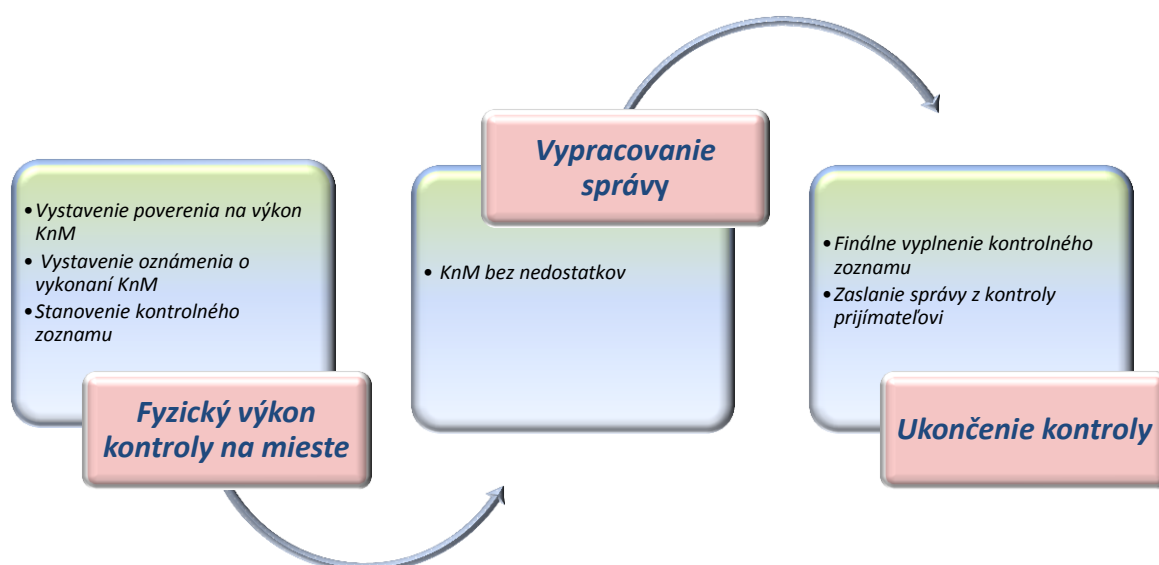 • Vystavenie poverenia na výkon
KnM
• Vystavenie oznámenia o
vykonaní KnM
• Stanovenie kontrolného
zoznamu
Fyzický výkon
kontroly na mieste
Vypracovanie
správy
• KnM bez nedostatkov
• Finálne vyplnenie kontrolného
zoznamu
• Zaslanie správy z kontroly
prijímateľovi
Ukončenie kontroly